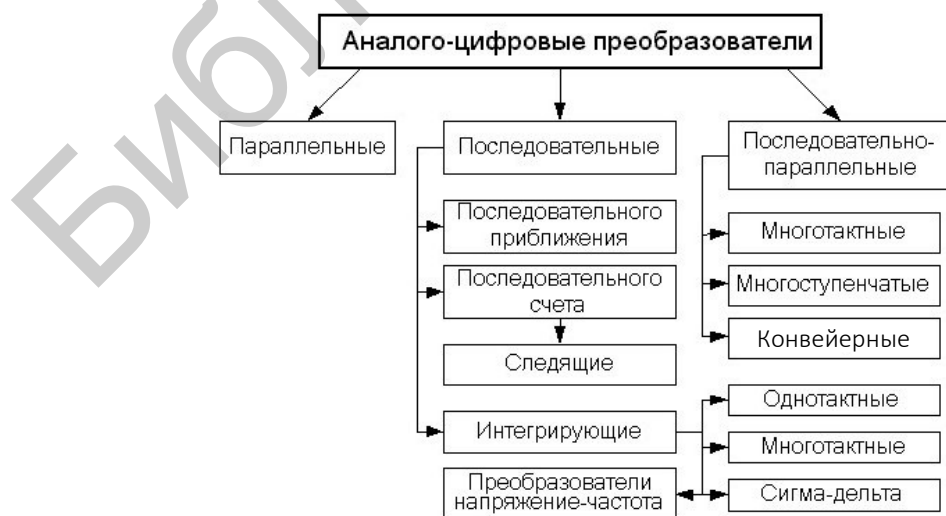 Аналого-цифровые преобразователи
Параллельные
Последовательные
Последовательно-
параллельные
Последовательного
приближения
Последовательного
счета
Следящие
Интегрирующие
Преобразователи
напряжение-частота
Многотактные
Многоступенчатые
Конвейерные
Однотактные
Многотактные
Сигма-дельта